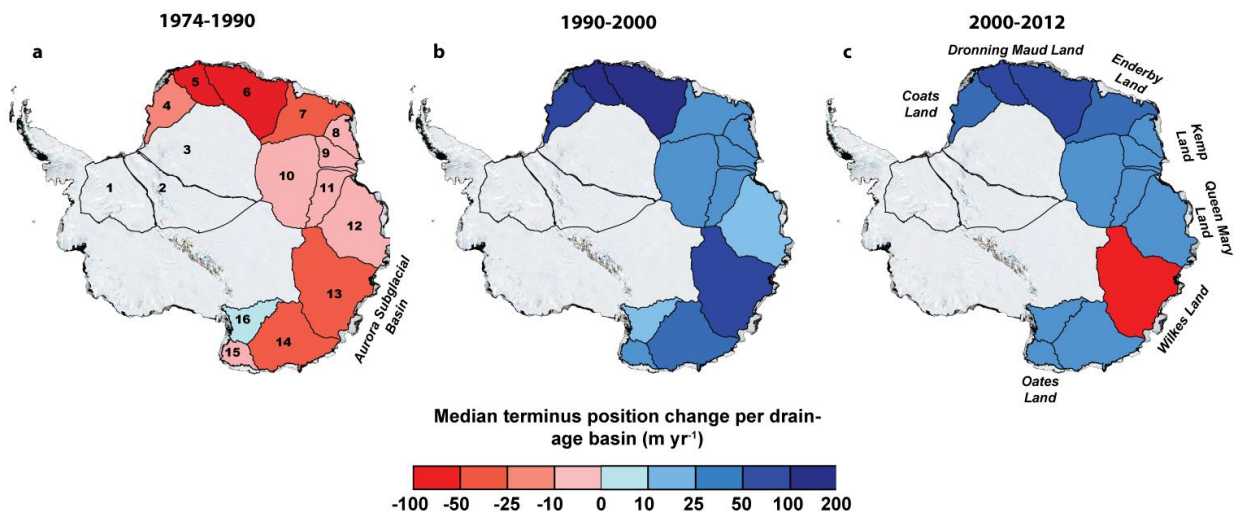 1974-1990
1990-2000
2000-2012
a
b
c
Dronning Maud Land
Enderby
Land
Coats
Land
Kemp
Land
Queen Mary
Land
Wilkes Land
Oates
Land
Aurora Subglacial
Basin
1
2
3
4
5
6
7
8
9
10
11
12
13
14
15
16
Median terminus position change per drain-
age basin (m yr⁻¹)
-100 -50 -25 -10 0 10 25 50 100 200